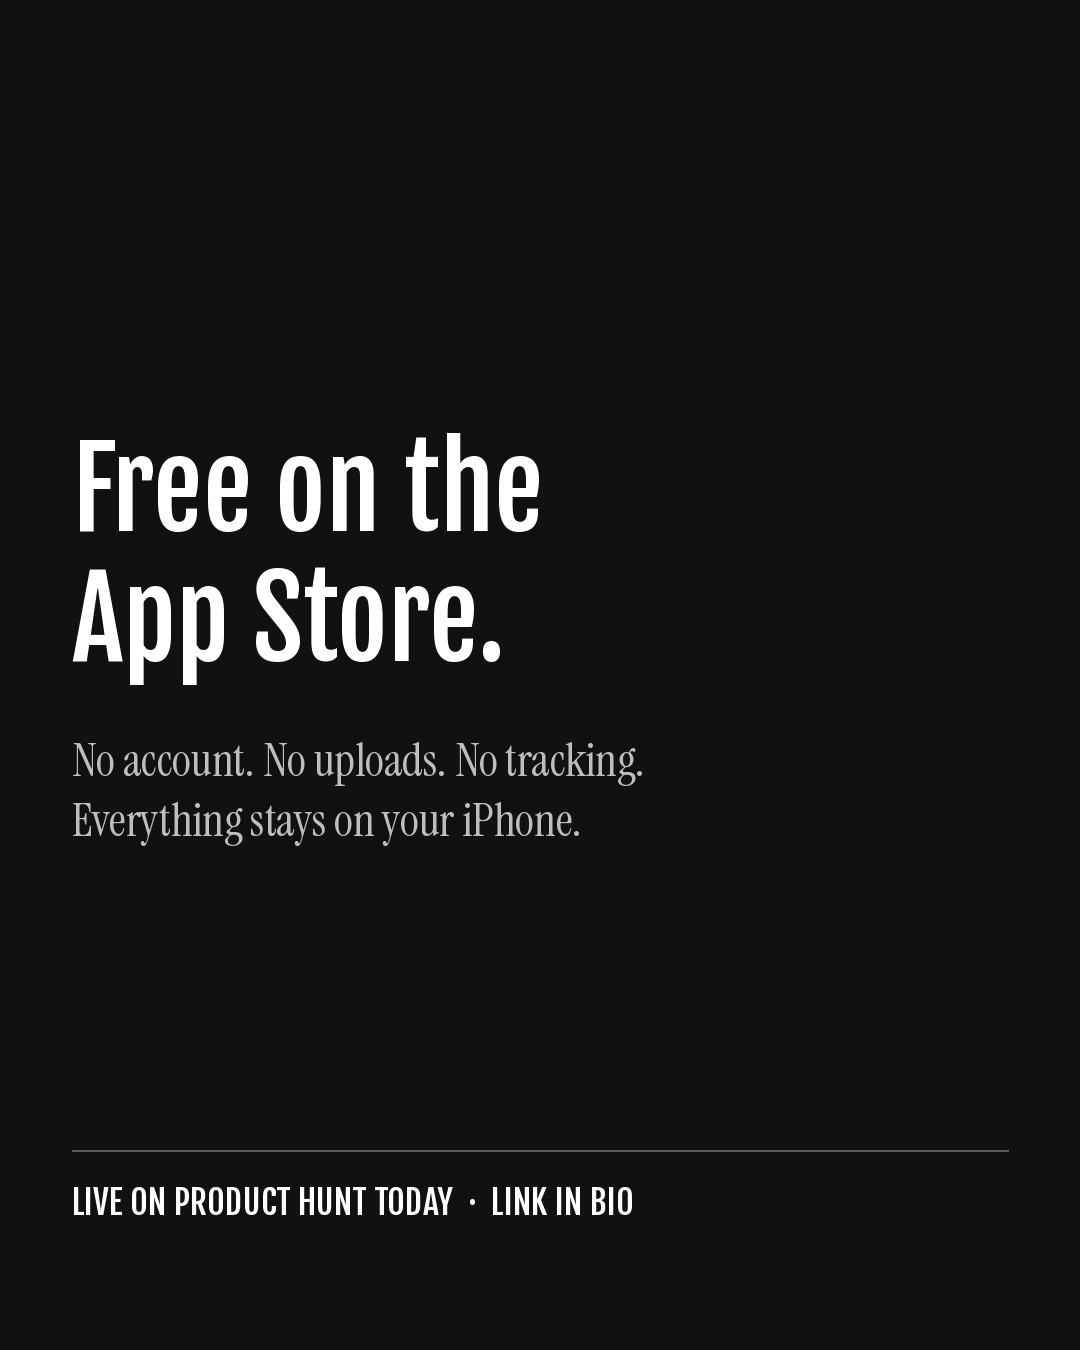 Free on the
App Store.
No account. No uploads. No tracking.
Everything stays on your iPhone.
LIVE ON PRODUCT HUNT TODAY · LINK IN BIO